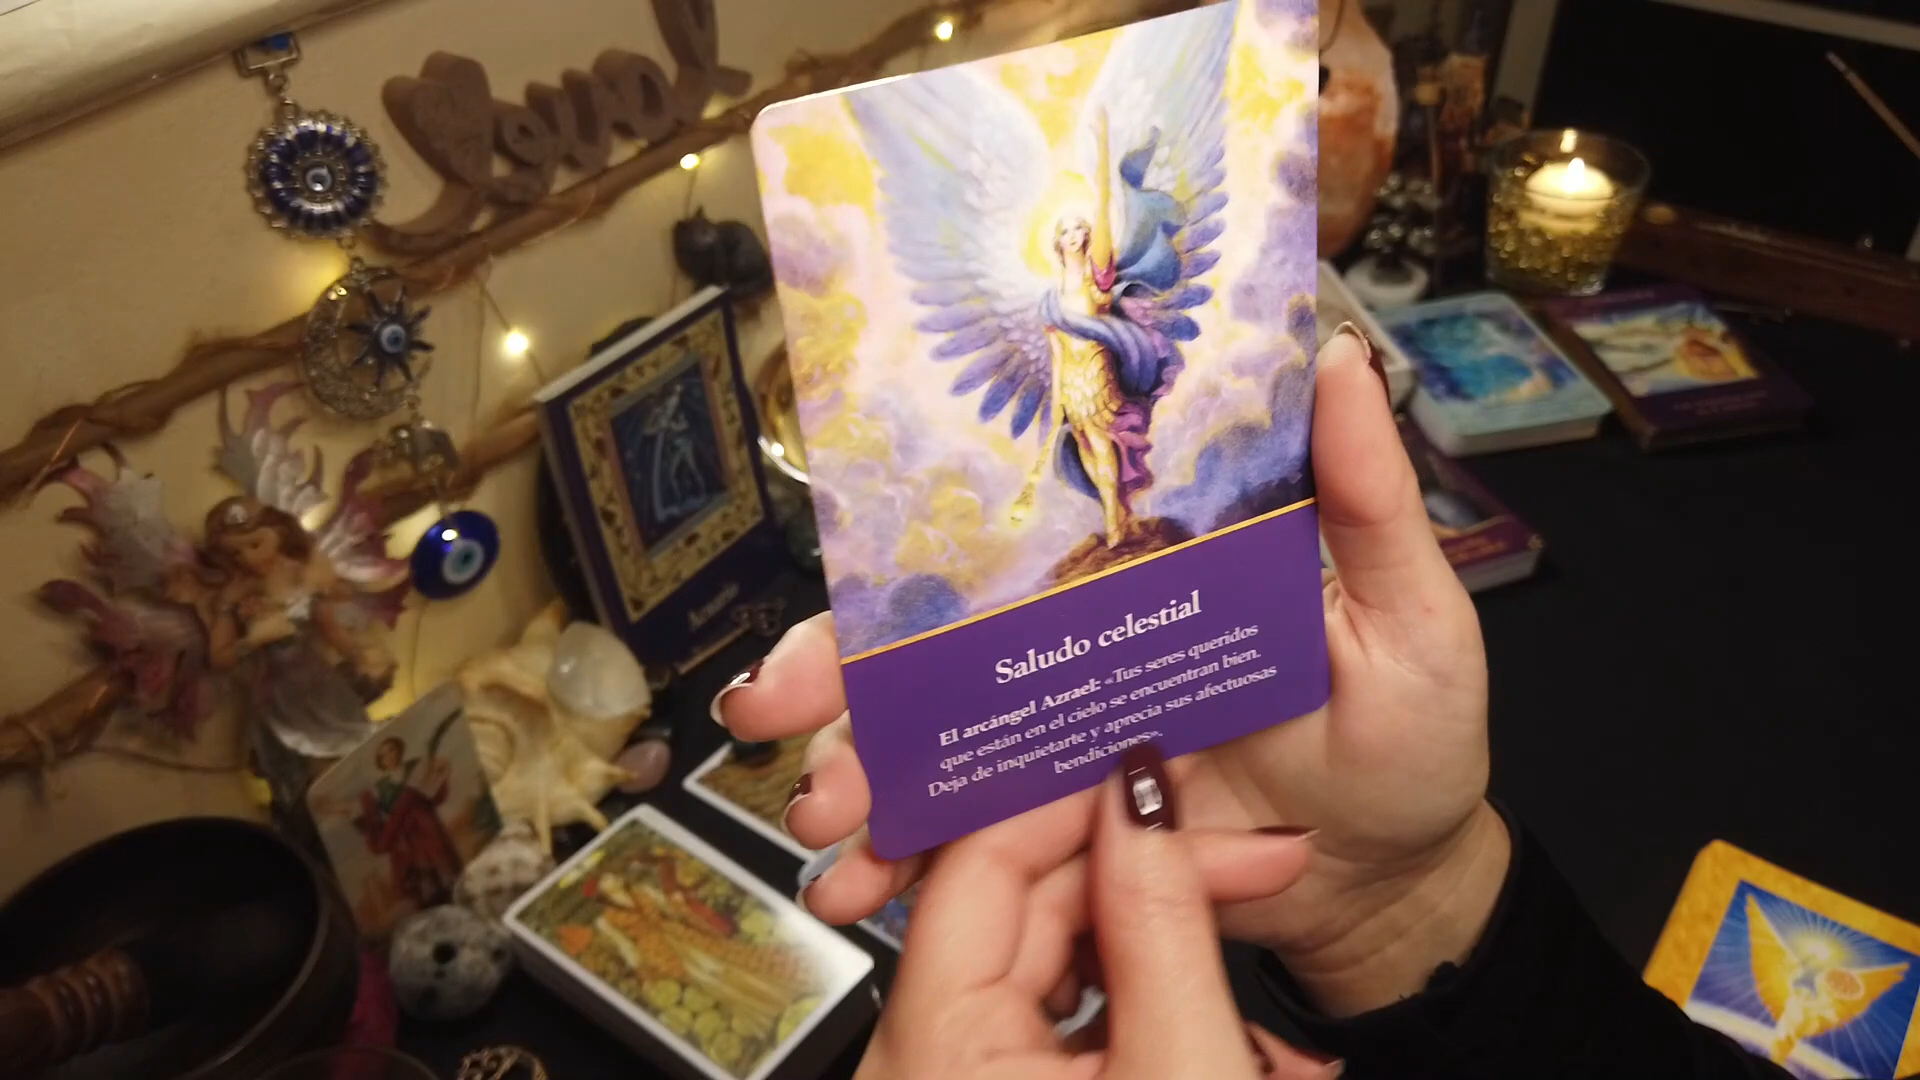 Saludo celestial
El arcángel Azrael: «Tus seres queridos
que están en el cielo se encuentran bien.
Deja de inquietarte y aprecia sus afectuosas
bendiciones».
Acuario